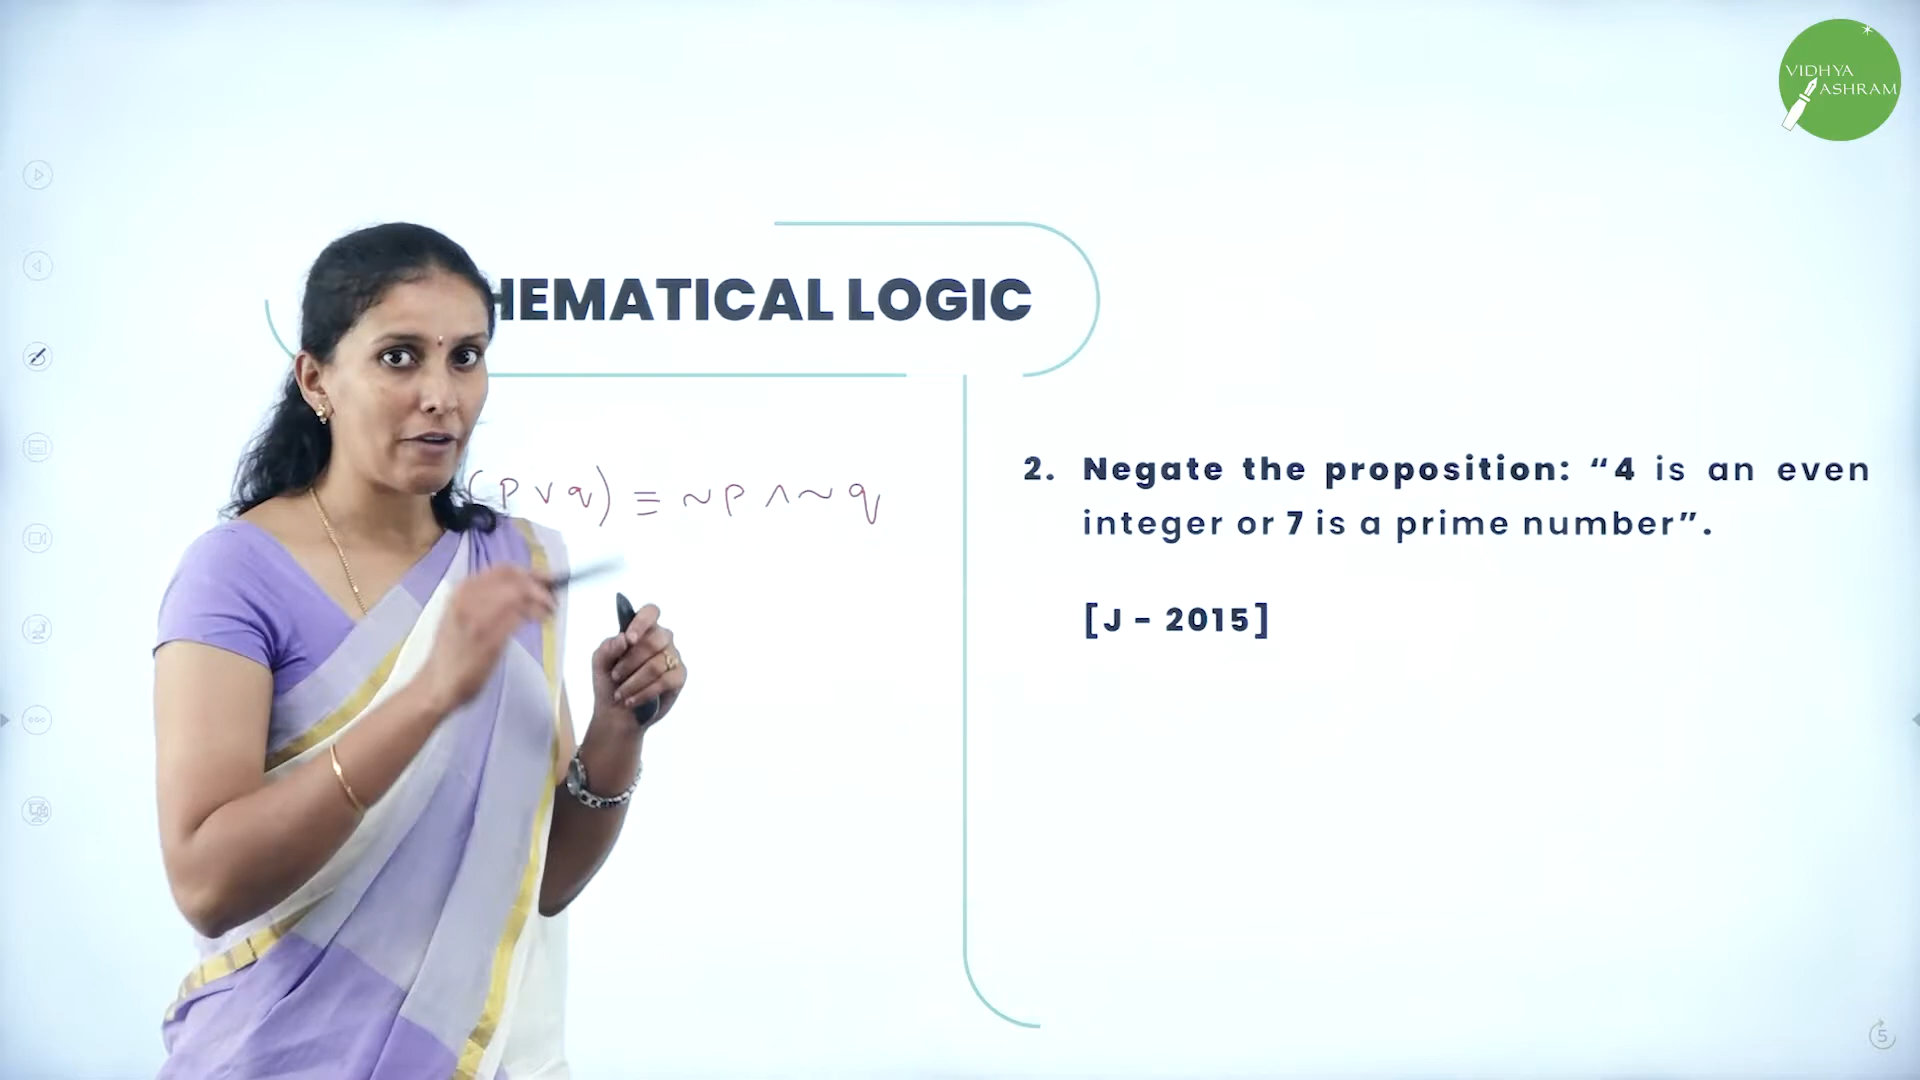 VIDHYA
ASHRAM
HEMATICAL LOGIC
(p ∨ q) ≡ ~p ∧ ~q
2. Negate the proposition: “4 is an even
integer or 7 is a prime number”.
[J - 2015]
5